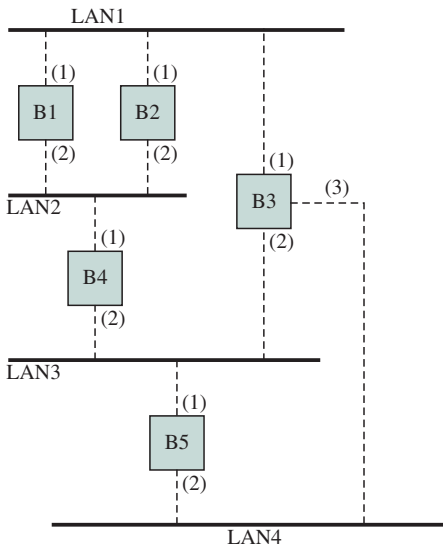 LAN1
(1) (1)
B1 B2
(2) (2) (1) (3)
LAN2 B3
(1) (2)
B4
(2)
LAN3
(1)
B5
(2)
LAN4